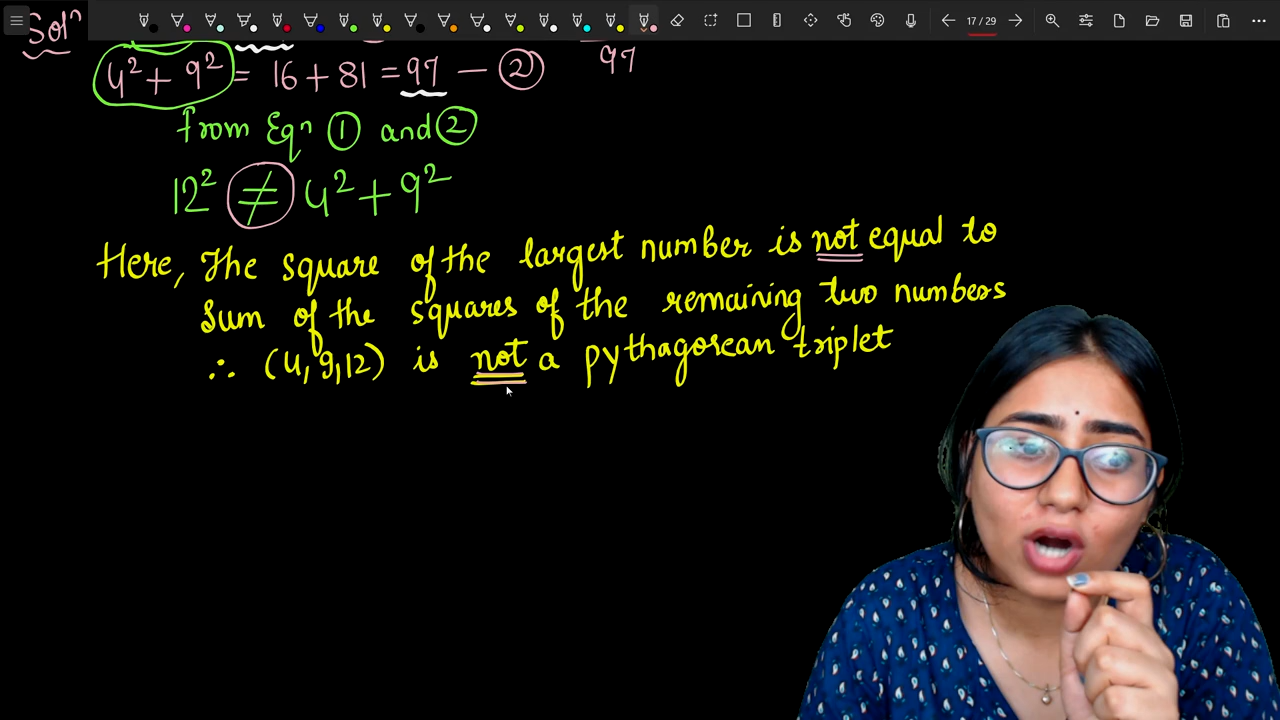 17 / 29
Solⁿ
4² + 9² = 16 + 81 = 97 — ②
97
from Eqⁿ ① and ②
12² ≠ 4² + 9²
Here, The square of the largest number is not equal to
Sum of the squares of the remaining two numbers
∴ (4, 9, 12) is not a pythagorean triplet